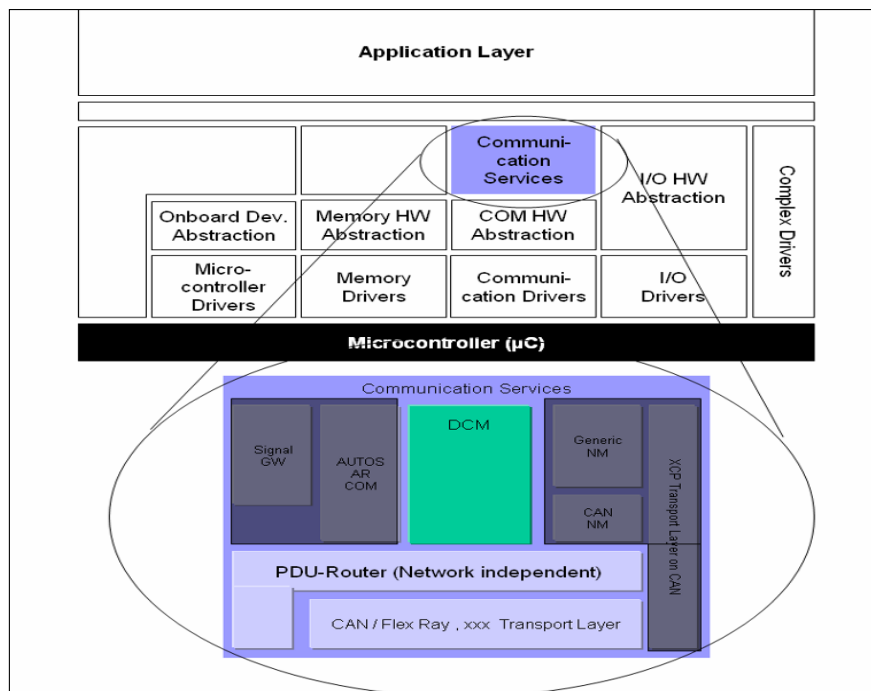 Application Layer
Communi-
cation
Services
I/O HW
Abstraction
Complex Drivers
Onboard Dev.
Abstraction
Memory HW
Abstraction
COM HW
Abstraction
Micro-
controller
Drivers
Memory
Drivers
Communi-
cation Drivers
I/O
Drivers
Microcontroller (µC)
Communication Services
Signal
GW
AUTOS
AR
COM
DCM
Generic
NM
CAN
NM
XCP Transport Layer on CAN
PDU-Router (Network independent)
CAN / Flex Ray , xxx Transport Layer